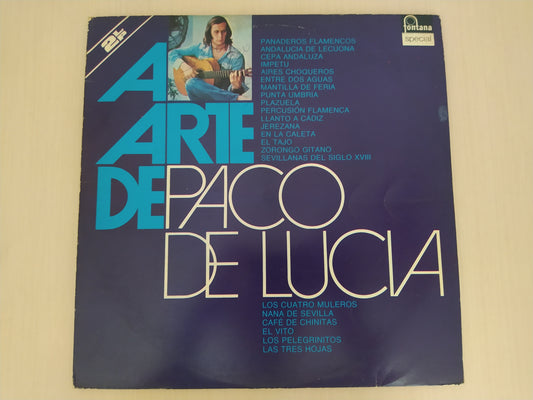 2LP
fontana
special
PANADEROS FLAMENCOS
ANDALUCIA DE LECUONA
CEPA ANDALUZA
IMPETU
AIRES CHOQUEROS
ENTRE DOS AGUAS
MANTILLA DE FERIA
PUNTA UMBRIA
PLAZUELA
PERCUSIÓN FLAMENCA
LLANTO A CÁDIZ
JEREZANA
EN LA CALETA
EL TAJO
ZORONGO GITANO
SEVILLANAS DEL SIGLO XVIII
A
ARTE
DE PACO
DE LUCIA
LOS CUATRO MULEROS
NANA DE SEVILLA
CAFE DE CHINITAS
EL VITO
LOS PELEGRINITOS
LAS TRES HOJAS